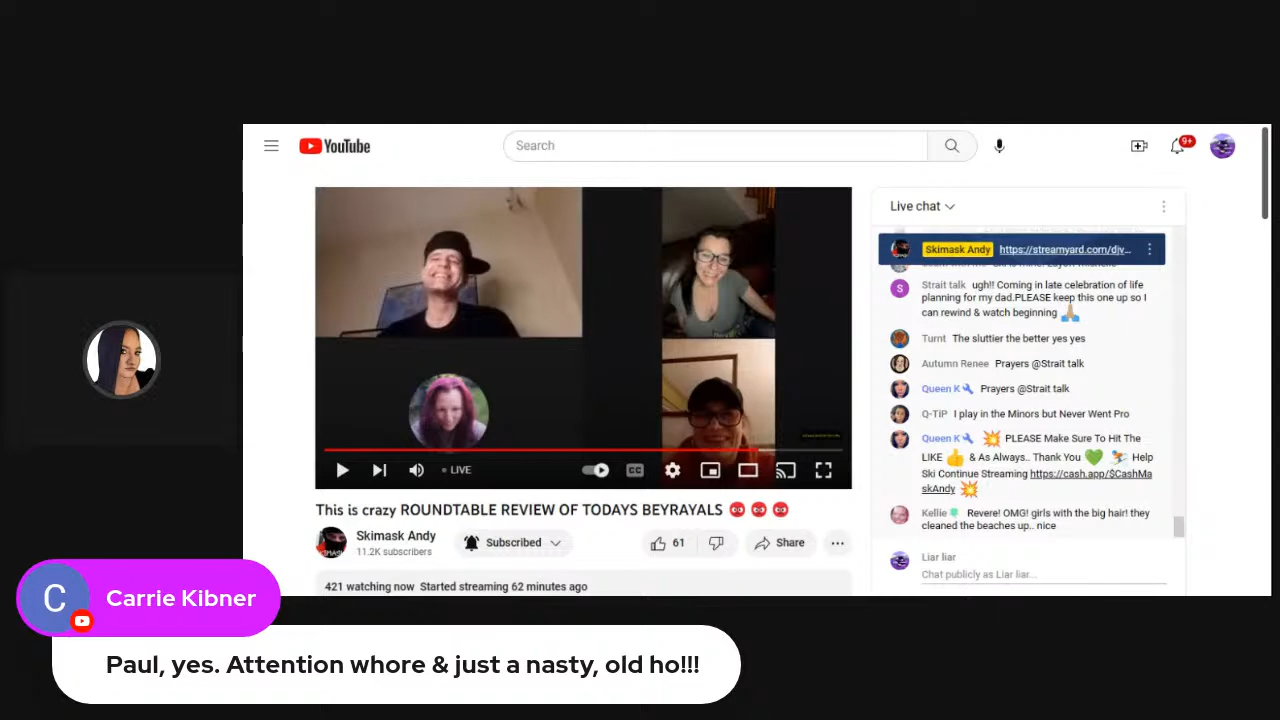 YouTube
Search
9+
Live chat
Skimask Andy https://streamyard.com/djv...
S Strait talk ugh!! Coming in late celebration of life
planning for my dad.PLEASE keep this one up so I
can rewind & watch beginning
Turnt The sluttier the better yes yes
Autumn Renee Prayers @Strait talk
Queen K Prayers @Strait talk
Q-TiP I play in the Minors but Never Went Pro
Queen K PLEASE Make Sure To Hit The
LIKE & As Always.. Thank You Help
Ski Continue Streaming https://cash.app/$CashMa
skAndy
Kellie Revere! OMG! girls with the big hair! they
cleaned the beaches up.. nice
Liar liar
Chat publicly as Liar liar...
LIVE
CC
This is crazy ROUNDTABLE REVIEW OF TODAYS BEYRAYALS
Skimask Andy
11.2K subscribers
Subscribed
61
Share
421 watching now Started streaming 62 minutes ago
C
Carrie Kibner
Paul, yes. Attention whore & just a nasty, old ho!!!